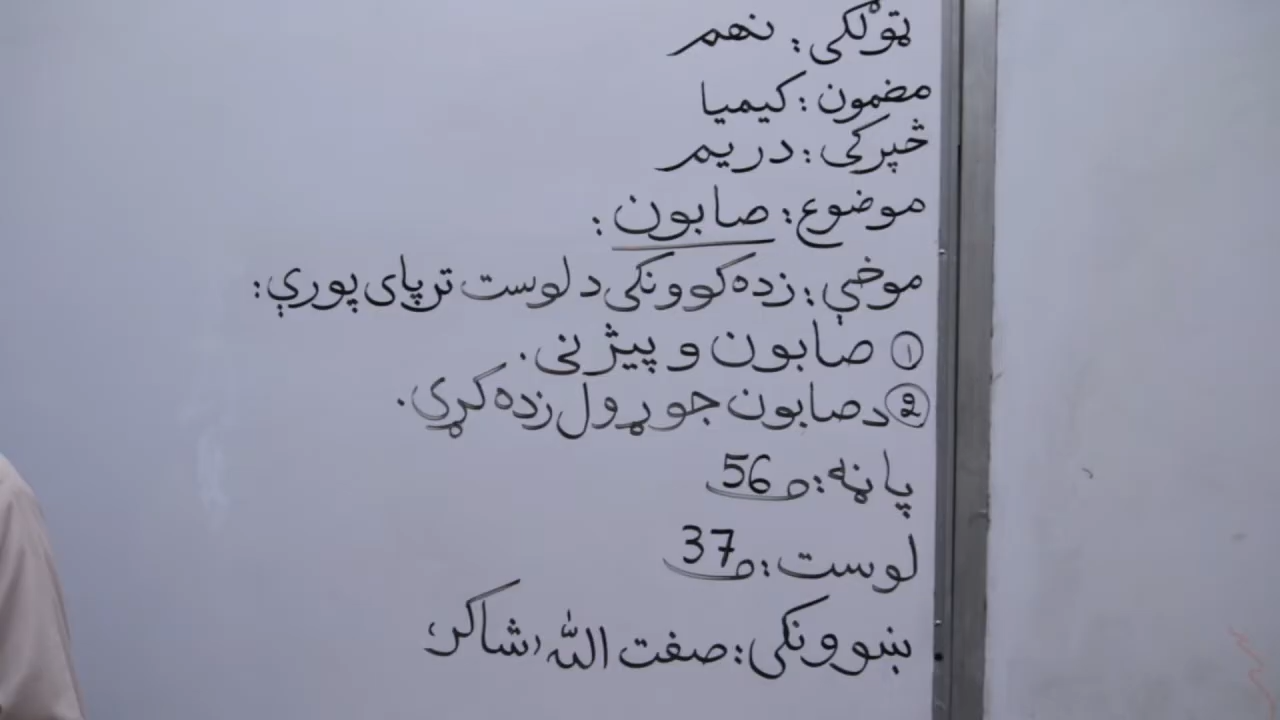 ټولګی: نهم
مضمون: کیمیا
څپرکی: دریم
موضوع: صابون:
موخې: زده کوونکی د لوست تر پای پورې:
① صابون و پیژنی.
② د صابون جوړول زده کړي.
پاڼه: 56
لوست: 37
ښوونکی: صفت الله "شاکر"